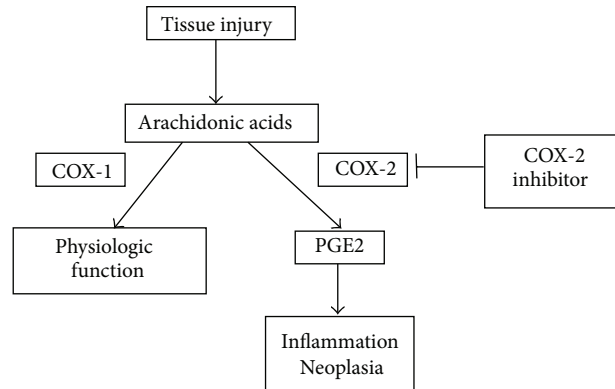 Tissue injury
Arachidonic acids
COX-1
COX-2
COX-2
inhibitor
Physiologic
function
PGE2
Inflammation
Neoplasia